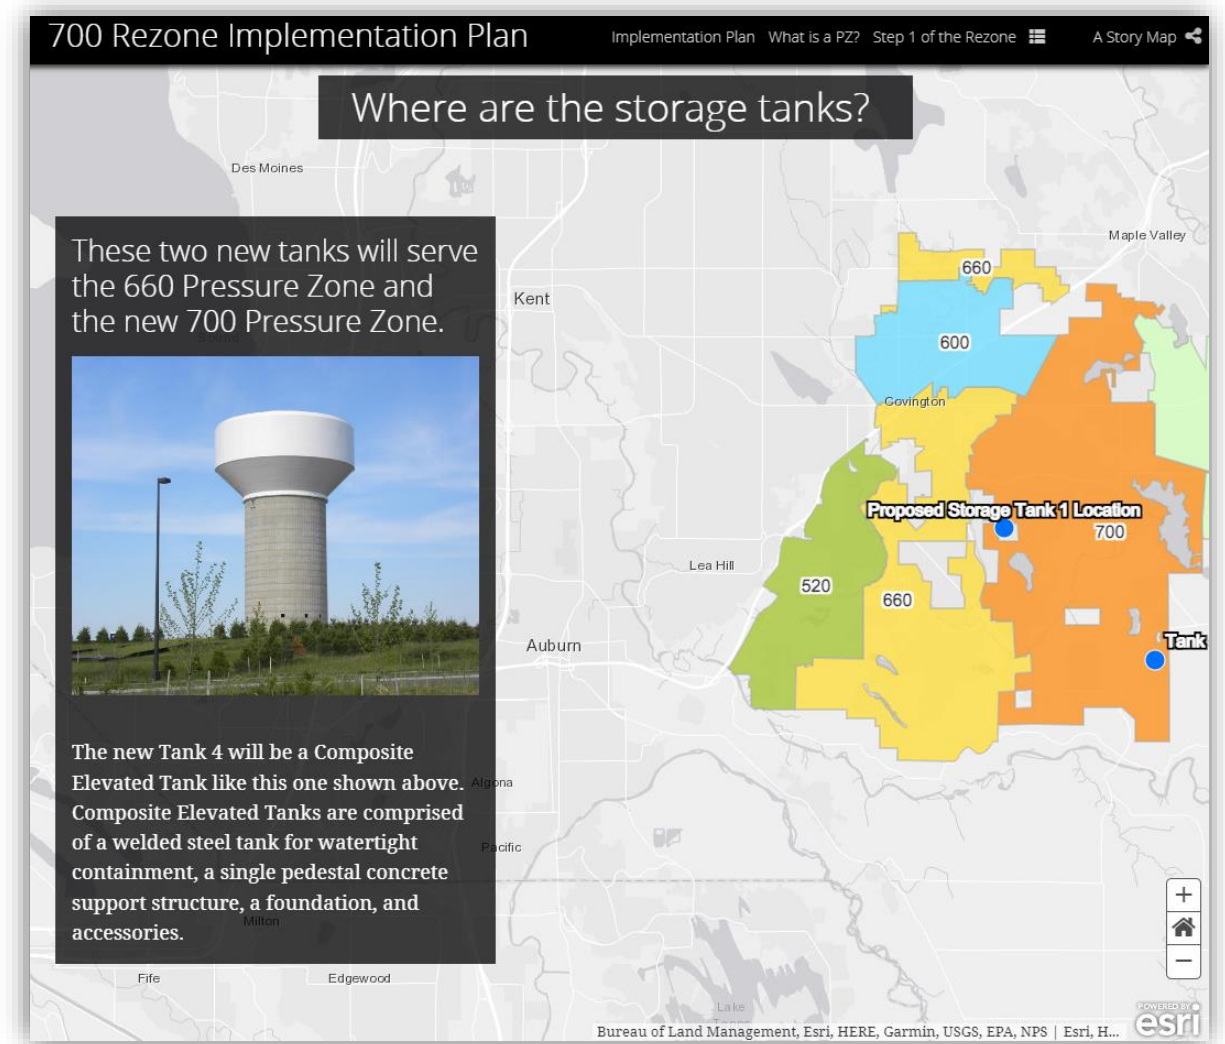 700 Rezone Implementation Plan
Implementation Plan What is a PZ? Step 1 of the Rezone
A Story Map
Where are the storage tanks?
Des Moines
These two new tanks will serve
the 660 Pressure Zone and
the new 700 Pressure Zone.
Maple Valley
660
Kent
600
Covington
Proposed Storage Tank 1 Location
700
Lea Hill
520
660
Auburn
Tank
The new Tank 4 will be a Composite
Elevated Tank like this one shown above.
Composite Elevated Tanks are comprised
of a welded steel tank for watertight
containment, a single pedestal concrete
support structure, a foundation, and
accessories.
Algona
Pacific
Milton
Fife
Edgewood
Lake
+
−
Bureau of Land Management, Esri, HERE, Garmin, USGS, EPA, NPS | Esri, H...
POWERED BY
esri